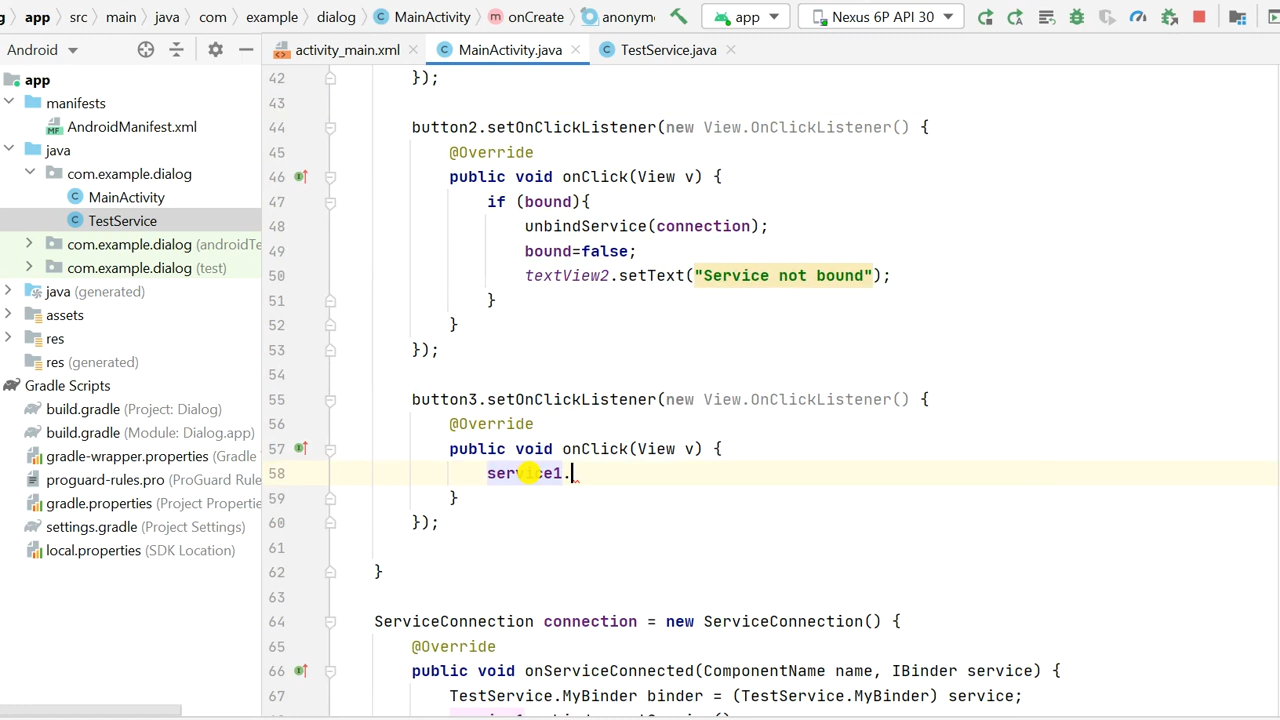 app src main java com example dialog MainActivity onCreate anonym
app Nexus 6P API 30
Android
activity_main.xml MainActivity.java TestService.java
app
manifests
AndroidManifest.xml
java
com.example.dialog
MainActivity
TestService
com.example.dialog (androidTe
com.example.dialog (test)
java (generated)
assets
res
res (generated)
Gradle Scripts
build.gradle (Project: Dialog)
build.gradle (Module: Dialog.app)
gradle-wrapper.properties (Gradle
proguard-rules.pro (ProGuard Rule
gradle.properties (Project Properti
settings.gradle (Project Settings)
local.properties (SDK Location)
42 });
43
44 button2.setOnClickListener(new View.OnClickListener() {
45 @Override
46 public void onClick(View v) {
47 if (bound){
48 unbindService(connection);
49 bound=false;
50 textView2.setText("Service not bound");
51 }
52 }
53 });
54
55 button3.setOnClickListener(new View.OnClickListener() {
56 @Override
57 public void onClick(View v) {
58 service1.
59 }
60 });
61
62 }
63
64 ServiceConnection connection = new ServiceConnection() {
65 @Override
66 public void onServiceConnected(ComponentName name, IBinder service) {
67 TestService.MyBinder binder = (TestService.MyBinder) service;